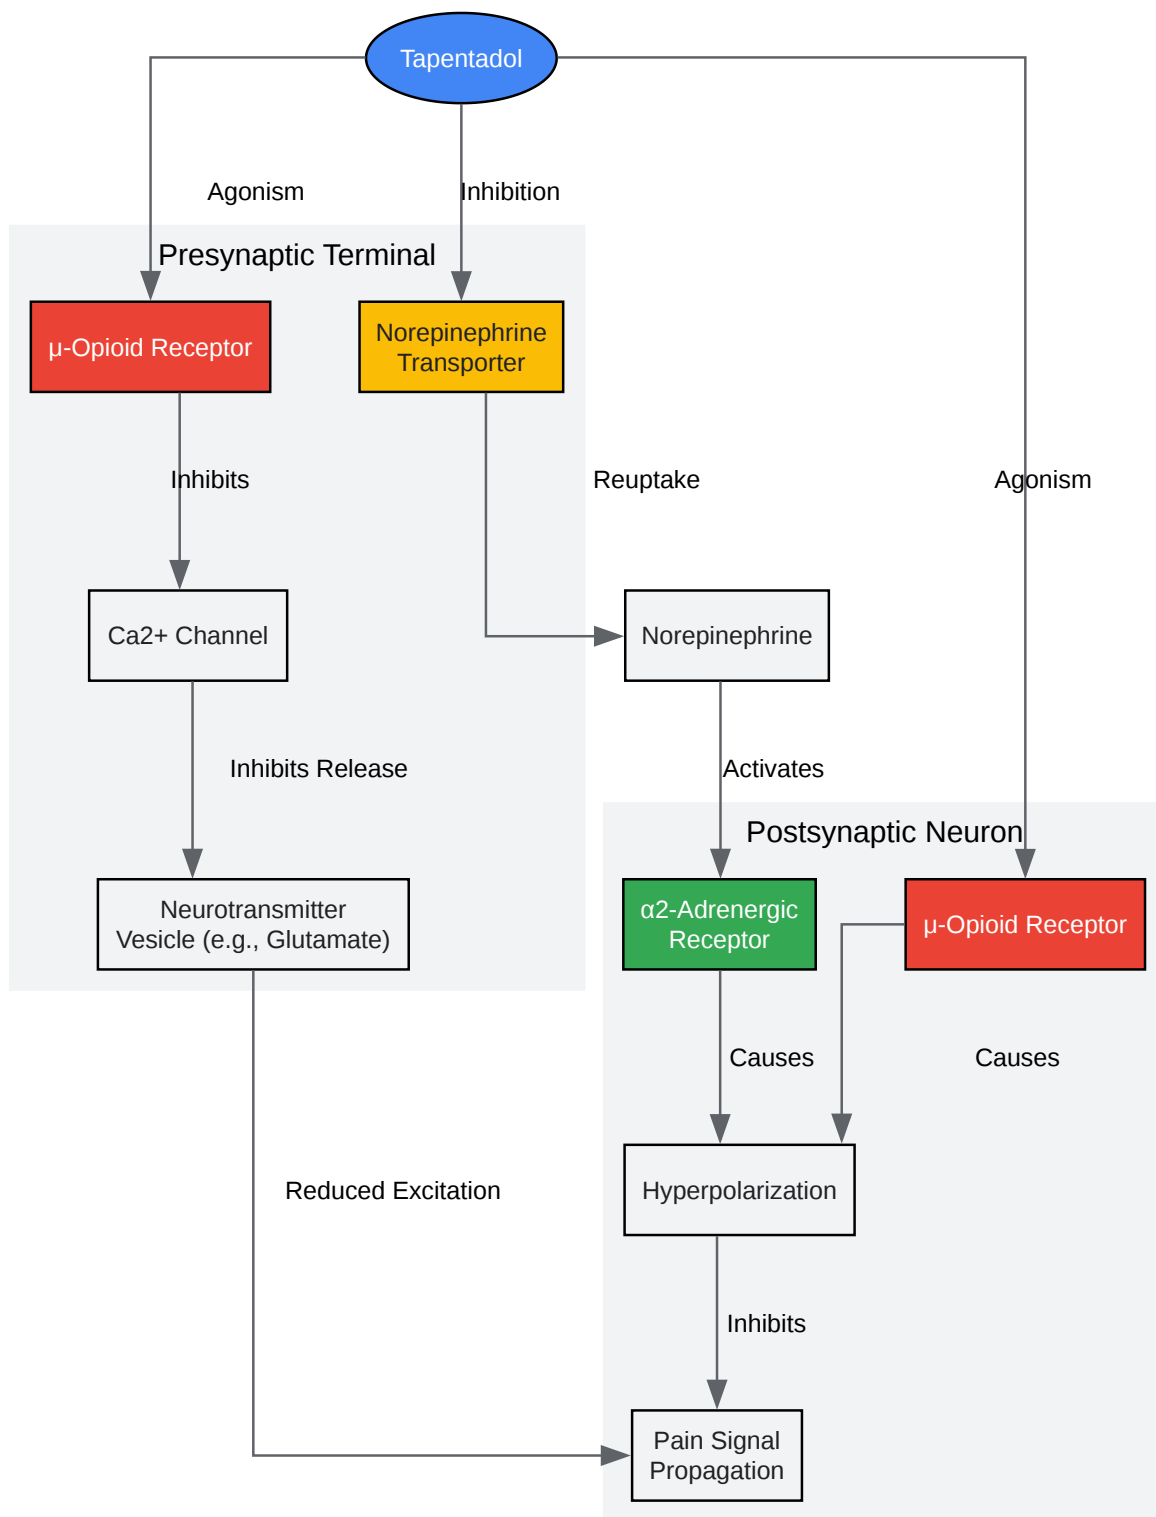 Tapentadol
Agonism
Inhibition
Presynaptic Terminal
μ-Opioid Receptor
Norepinephrine
Transporter
Inhibits
Reuptake
Agonism
Ca2+ Channel
Norepinephrine
Inhibits Release
Activates
Postsynaptic Neuron
Neurotransmitter
Vesicle (e.g., Glutamate)
α2-Adrenergic
Receptor
μ-Opioid Receptor
Causes
Causes
Reduced Excitation
Hyperpolarization
Inhibits
Pain Signal
Propagation